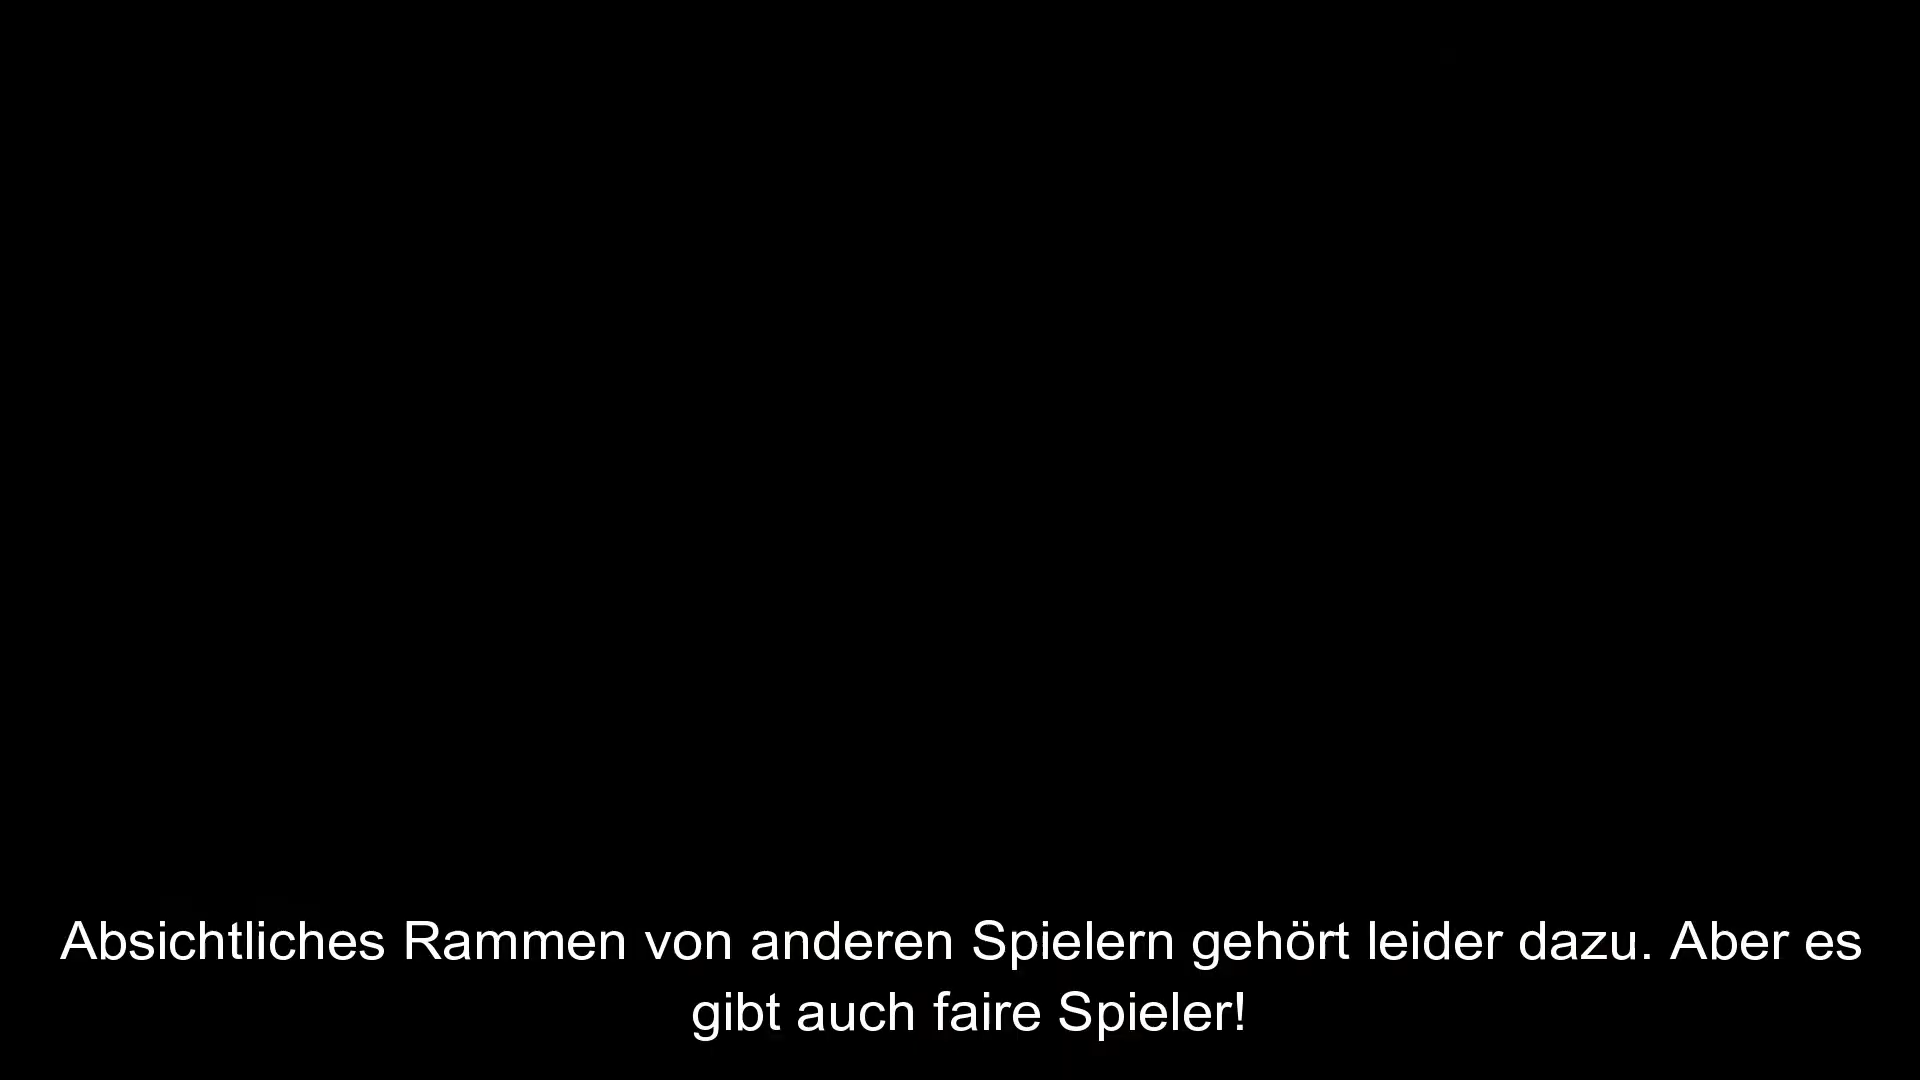 Absichtliches Rammen von anderen Spielern gehört leider dazu. Aber es
gibt auch faire Spieler!